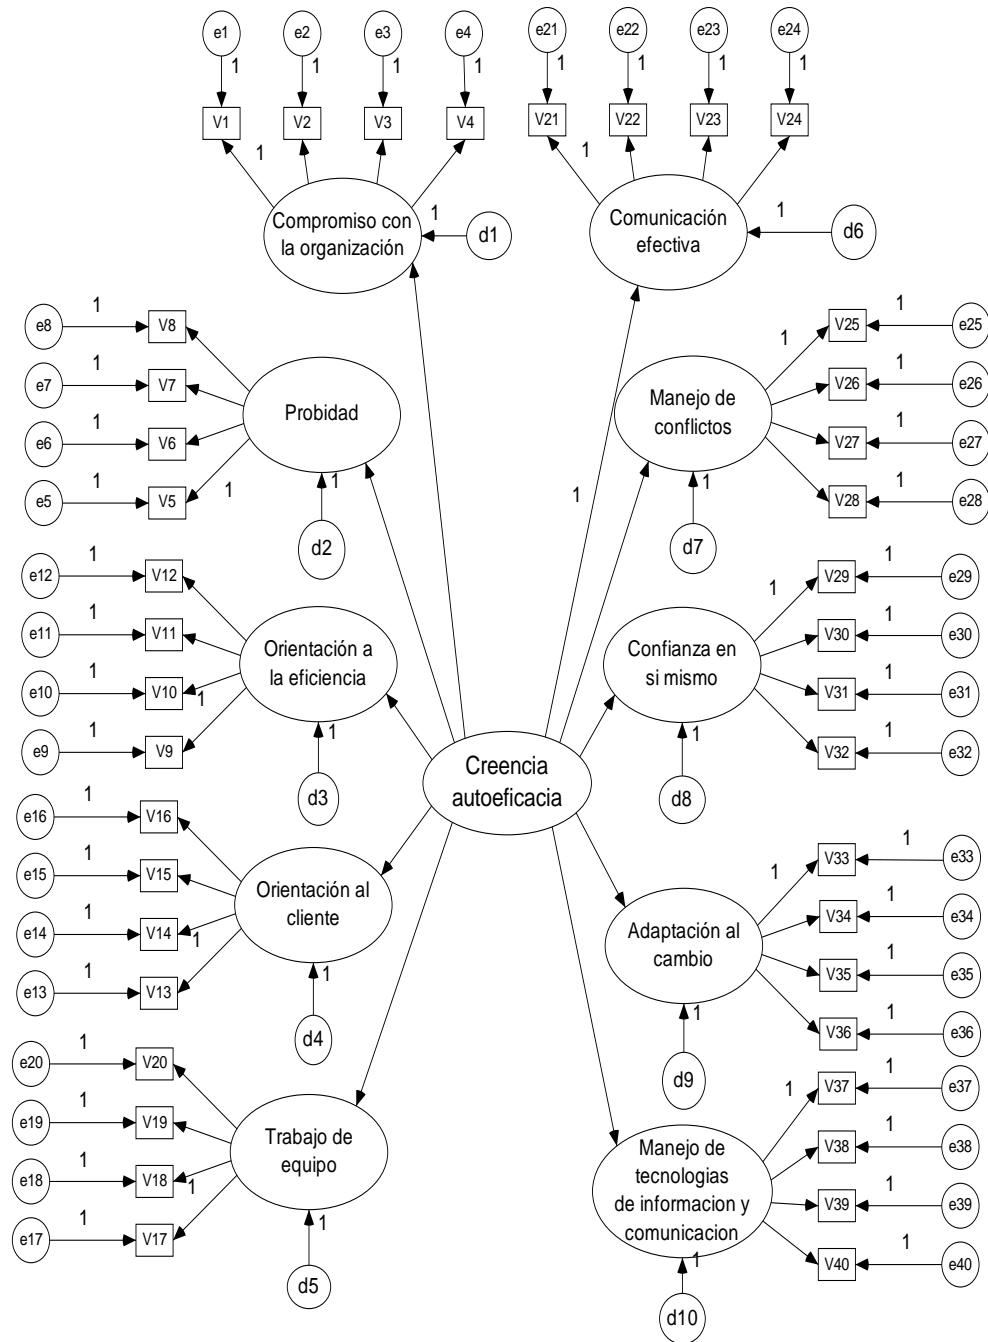 e1 e2 e3 e4 e21 e22 e23 e24
1 1 1 1 1 1 1 1
V1 V2 V3 V4 V21 V22 V23 V24
1 1
Compromiso con
la organización
1 d1
Comunicación
efectiva
1 d6
e8 1 V8
e7 1 V7
e6 1 V6
e5 1 V5
1
Probidad
1
d2
1 V25 1 e25
V26 1 e26
V27 1 e27
V28 1 e28
Manejo de
conflictos
1
d7
1
e12 1 V12
e11 1 V11
e10 1 V10
e9 1 V9
1
Orientación a
la eficiencia
1
d3
1 V29 1 e29
V30 1 e30
V31 1 e31
V32 1 e32
Confianza en
si mismo
1
d8
Creencia
autoeficacia
e16 1 V16
e15 1 V15
e14 1 V14
e13 1 V13
1
Orientación al
cliente
1
d4
1 V33 1 e33
V34 1 e34
V35 1 e35
V36 1 e36
Adaptación al
cambio
1
d9
e20 1 V20
e19 1 V19
e18 1 V18
e17 1 V17
1
Trabajo de
equipo
1
d5
1 V37 1 e37
V38 1 e38
V39 1 e39
V40 1 e40
Manejo de
tecnologías
de informacion y
comunicacion
1
d10